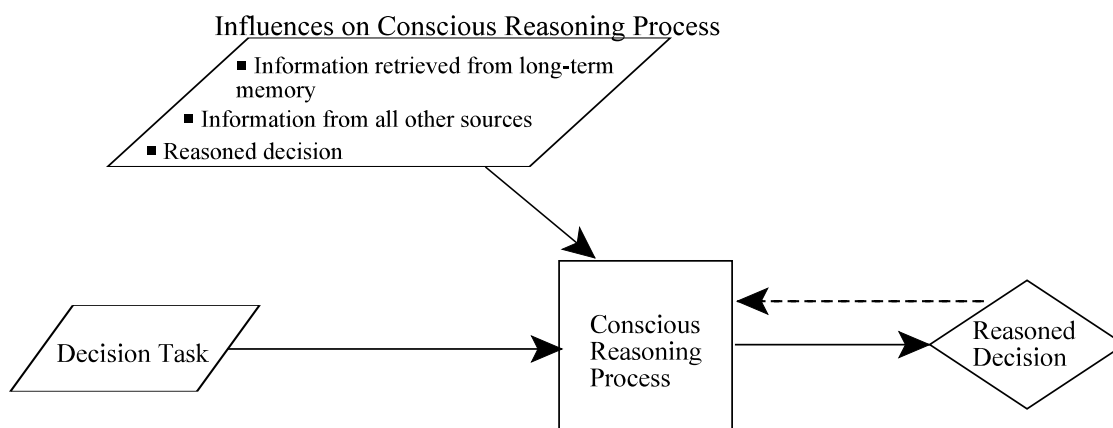 Influences on Conscious Reasoning Process
▪ Information retrieved from long-term
memory
▪ Information from all other sources
▪ Reasoned decision
Decision Task
Conscious
Reasoning
Process
Reasoned
Decision